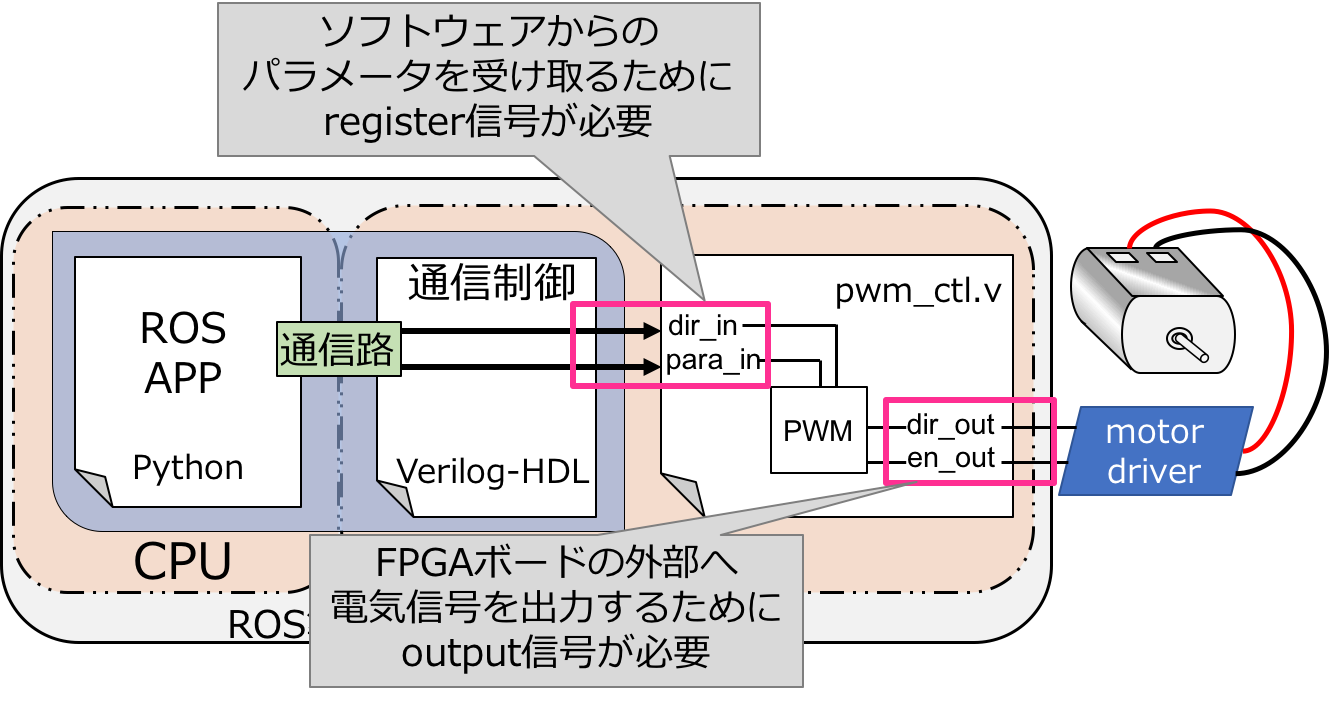 ソフトウェアからの
パラメータを受け取るために
register信号が必要
ROS
APP
Python
通信路
通信制御
Verilog-HDL
pwm_ctl.v
dir_in
para_in
PWM
dir_out
en_out
motor
driver
CPU
ROS
FPGAボードの外部へ
電気信号を出力するために
output信号が必要